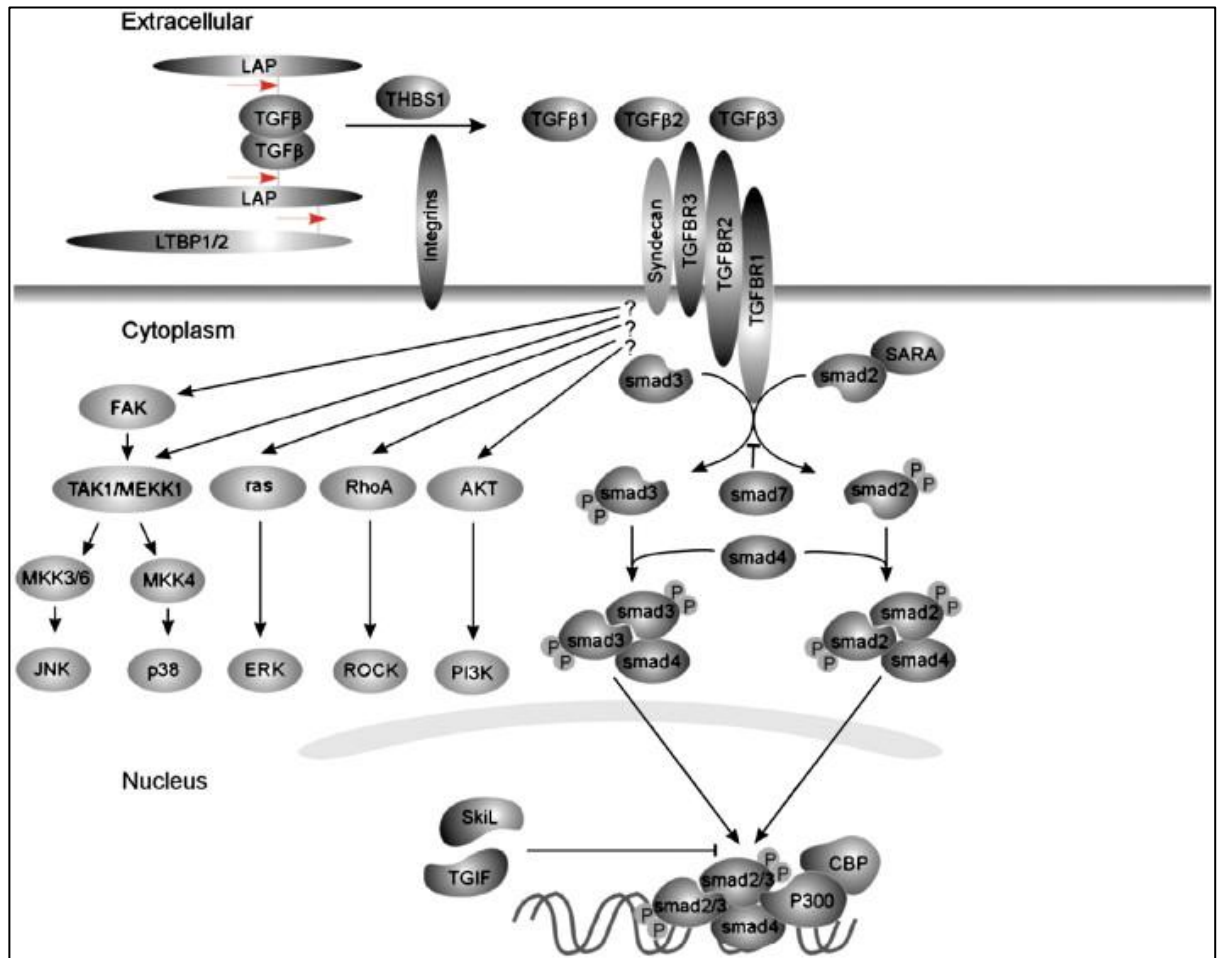 Extracellular
LAP
THBS1
TGFβ
TGFβ1
TGFβ2
TGFβ3
TGFβ
LAP
LTBP1/2
Integrins
Syndecan
TGFBR3
TGFBR2
TGFBR1
Cytoplasm
?
?
?
smad3
smad2
SARA
FAK
TAK1/MEKK1
ras
RhoA
AKT
P
P
smad3
smad7
smad2
P
P
MKK3/6
MKK4
smad4
smad3
P
P
smad3
P
P
smad4
smad2
P
P
smad2
P
P
smad4
JNK
p38
ERK
ROCK
PI3K
Nucleus
SkiL
TGIF
smad2/3
P
P
CBP
smad2/3
P
P
P300
smad4